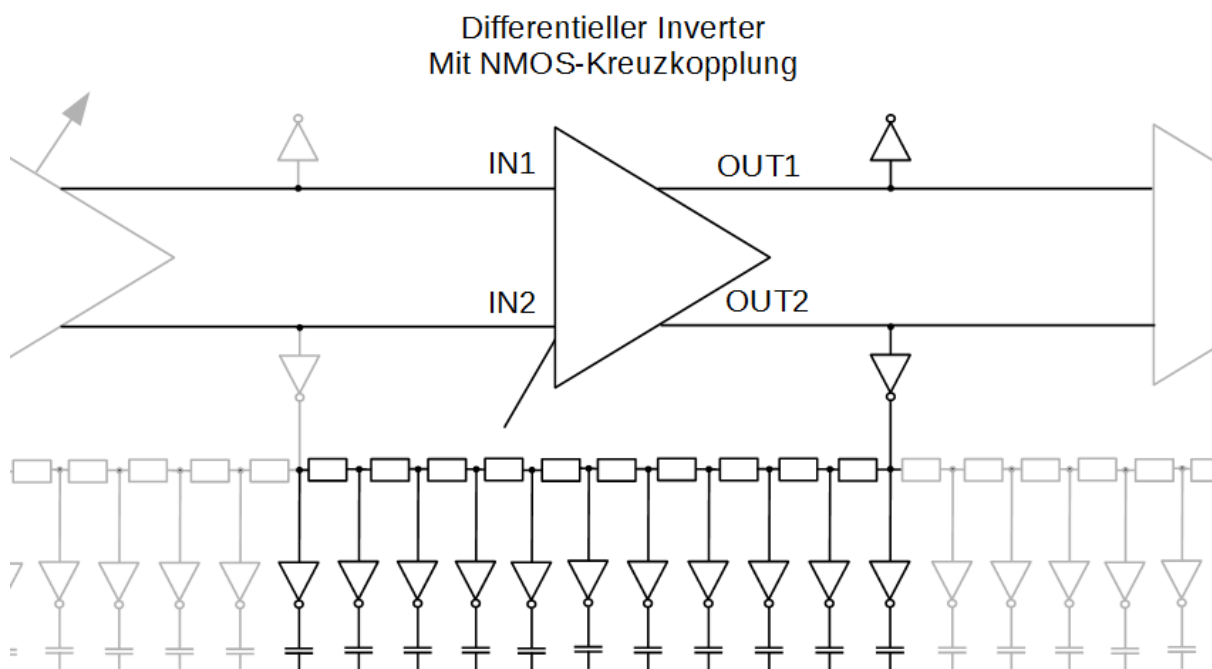 Differentieller Inverter
Mit NMOS-Kreuzkopplung
IN1
OUT1
IN2
OUT2